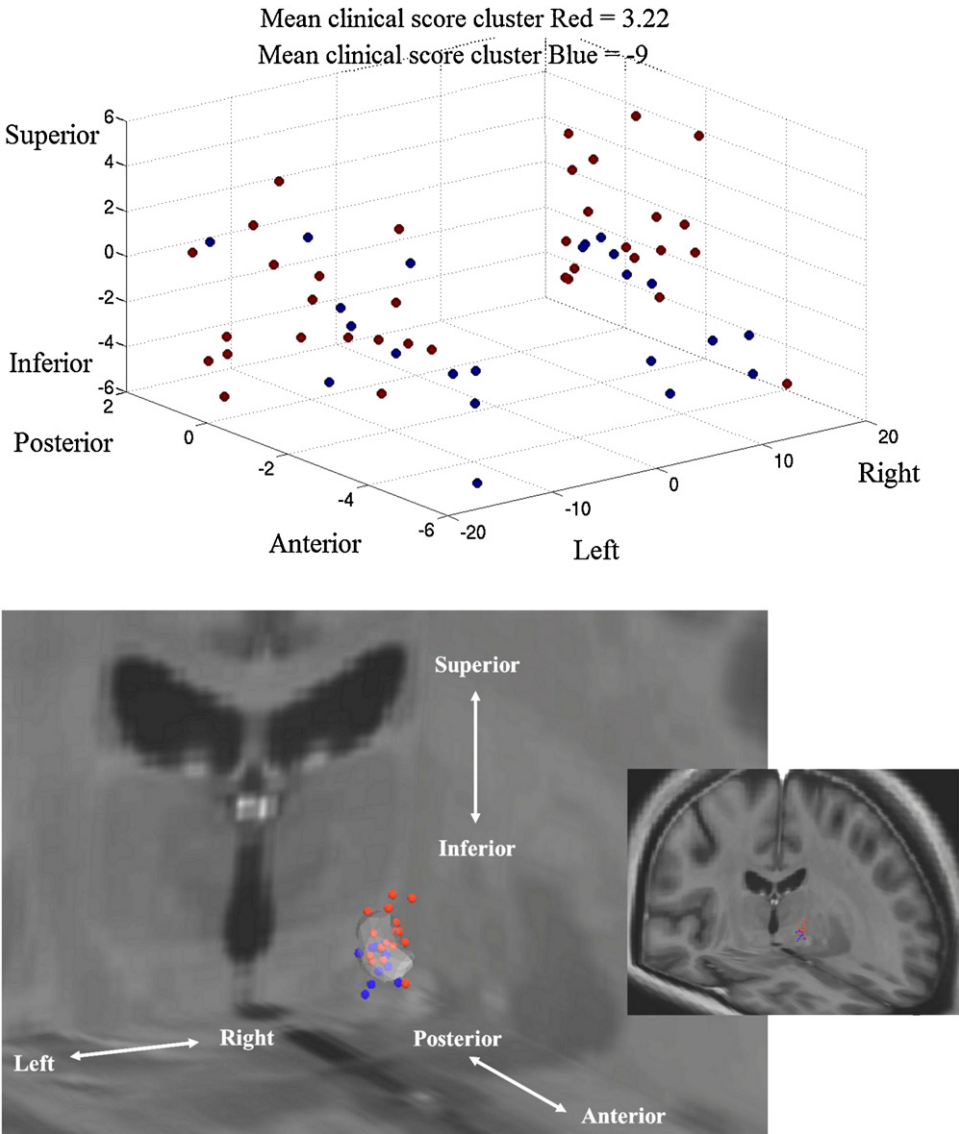 Mean clinical score cluster Red = 3.22
Mean clinical score cluster Blue = -9
Superior
6
4
2
0
-2
-4
Inferior
-6
2
Posterior
0
-2
-4
Anterior
-6
-20
-10
0
10
20
Left
Right
Superior
Inferior
Left
Right
Posterior
Anterior